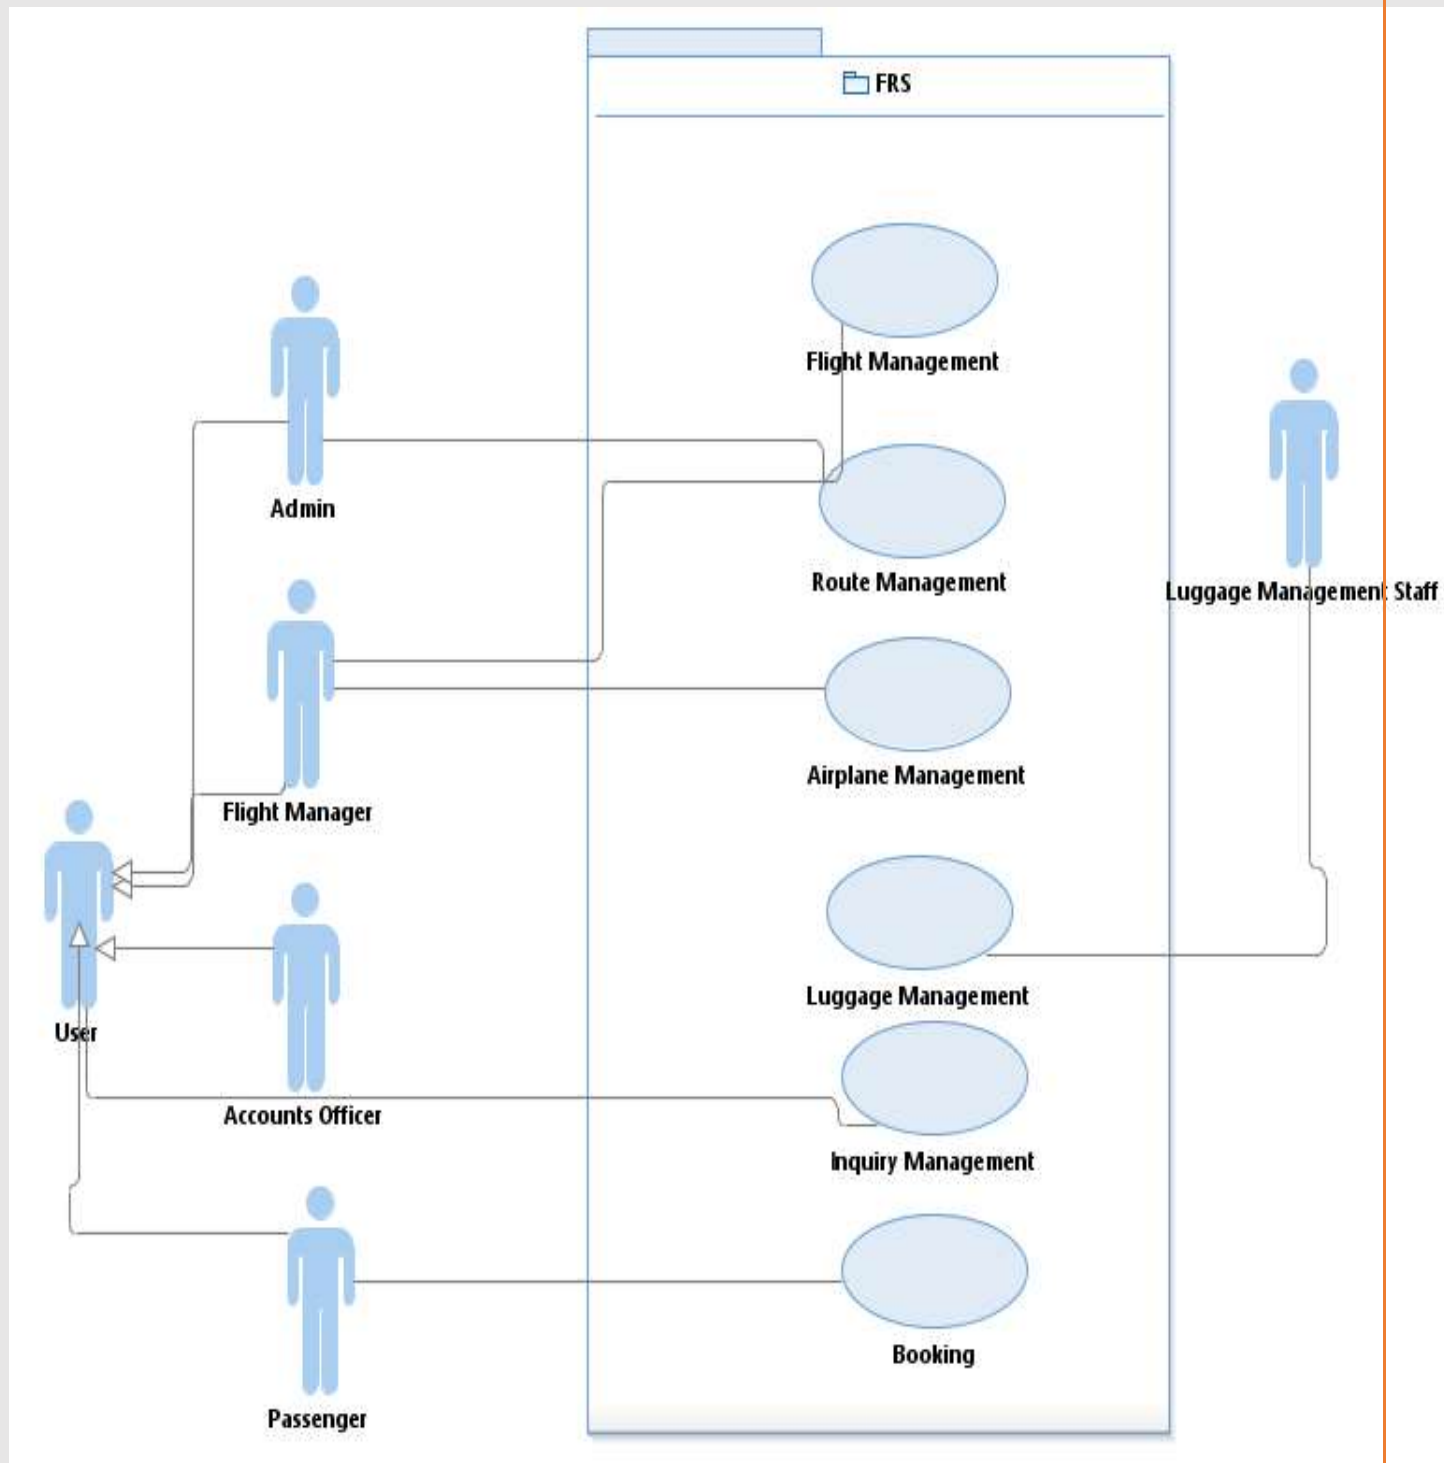 FRS
Flight Management
Admin
Route Management
Luggage Management Staff
Airplane Management
Flight Manager
Luggage Management
User
Accounts Officer
Inquiry Management
Booking
Passenger